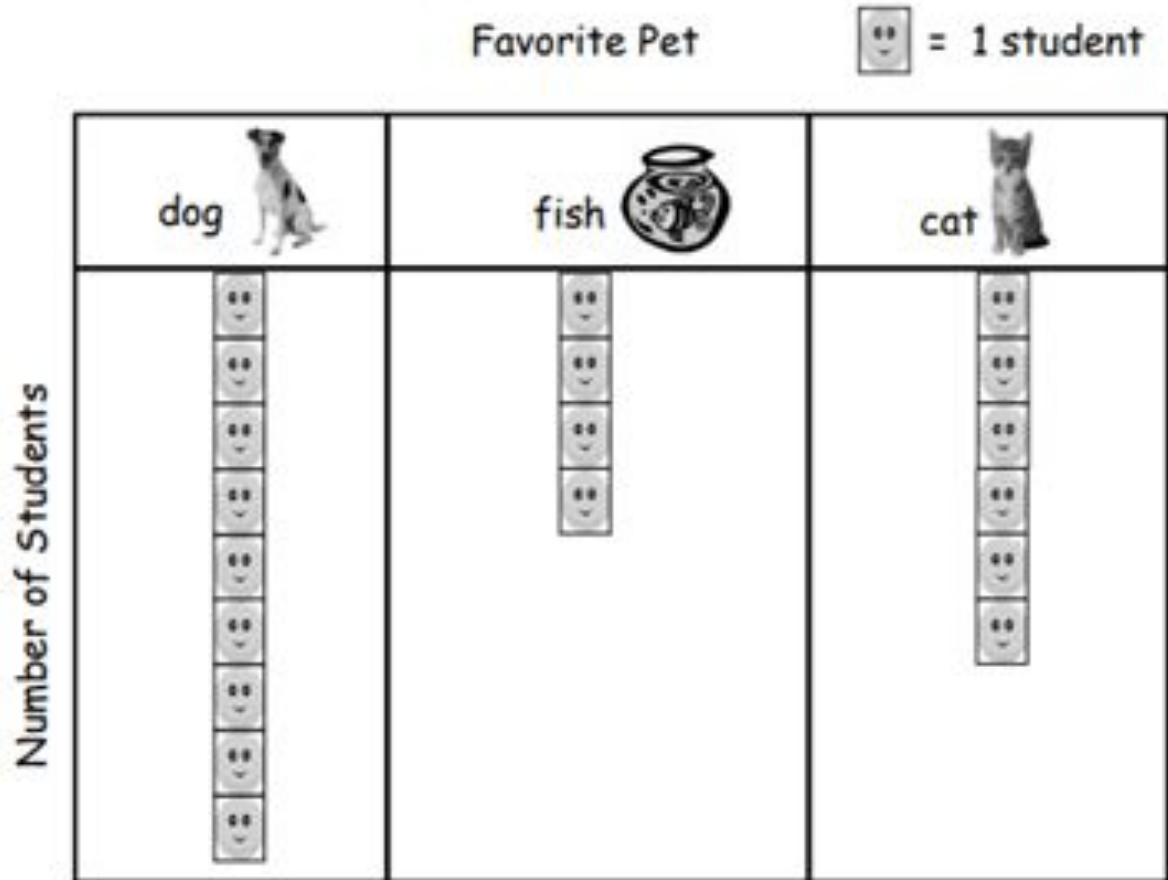 Favorite Pet
= 1 student
dog
fish
cat
Number of Students